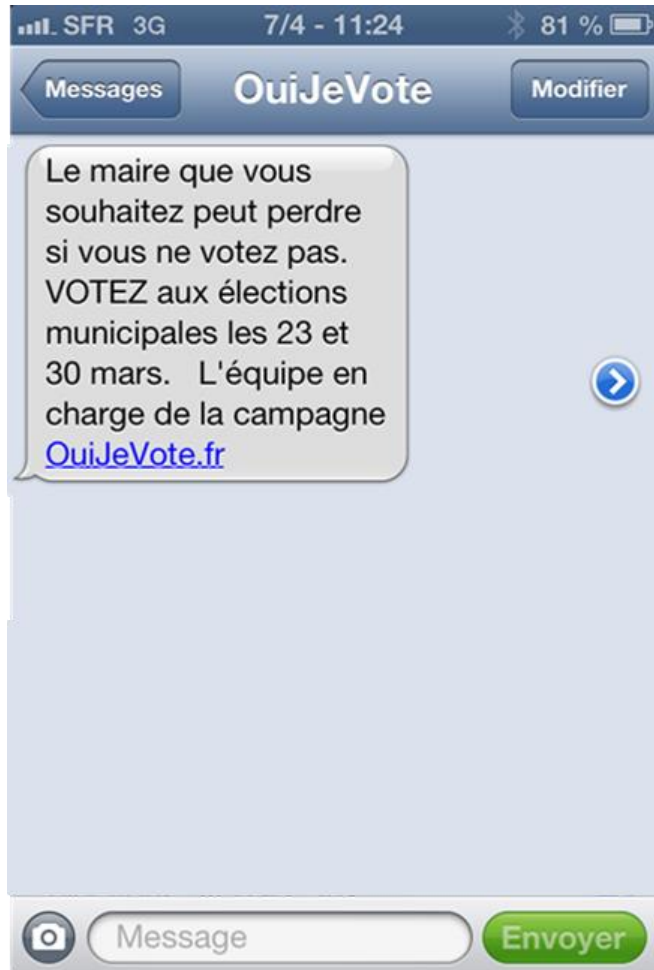 SFR 3G 7/4 - 11:24 81 %
Messages OuiJeVote Modifier
Le maire que vous
souhaitez peut perdre
si vous ne votez pas.
VOTEZ aux élections
municipales les 23 et
30 mars.   L'équipe en
charge de la campagne
OuiJeVote.fr
Message Envoyer